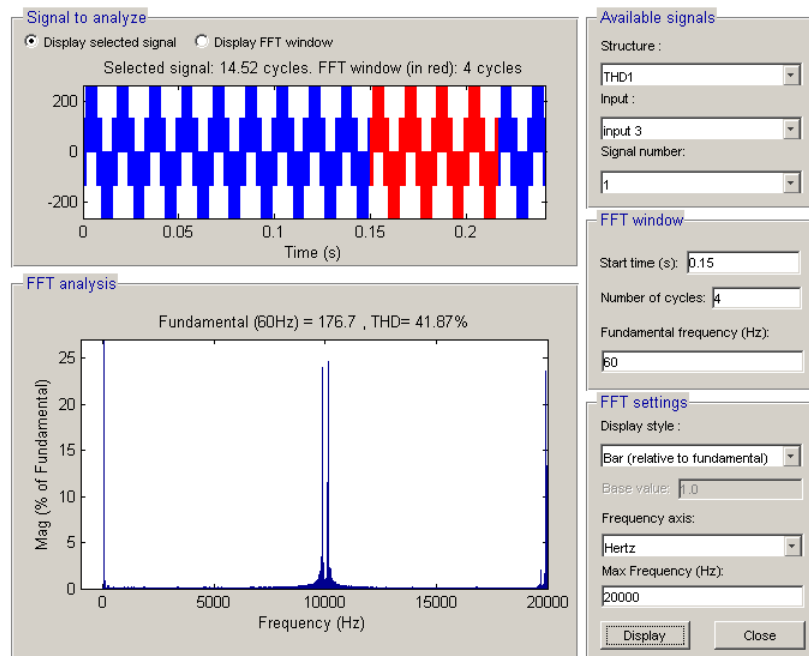 Signal to analyze
Display selected signal
Display FFT window
Selected signal: 14.52 cycles. FFT window (in red): 4 cycles
200
0
-200
0
0.05
0.1
0.15
0.2
Time (s)
FFT analysis
Fundamental (60Hz) = 176.7 , THD= 41.87%
Mag (% of Fundamental)
25
20
15
10
5
0
0
5000
10000
15000
20000
Frequency (Hz)
Available signals
Structure :
THD1
Input :
input 3
Signal number:
1
FFT window
Start time (s): 0.15
Number of cycles: 4
Fundamental frequency (Hz):
60
FFT settings
Display style :
Bar (relative to fundamental)
Base value: 1.0
Frequency axis:
Hertz
Max Frequency (Hz):
20000
Display
Close